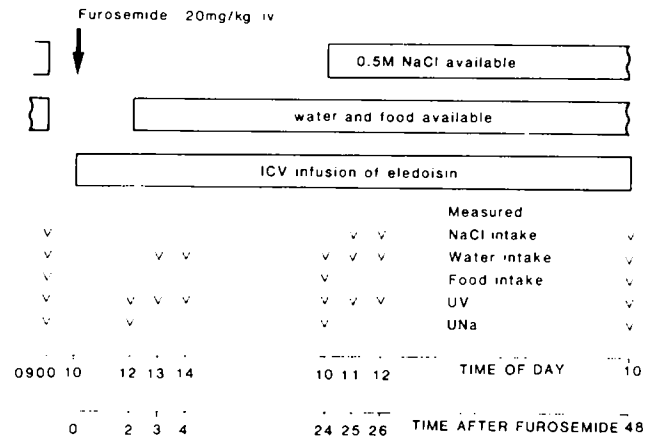 Furosemide 20mg/kg iv
0.5M NaCl available
water and food available
ICV infusion of eledoisin
Measured
v v v NaCl intake v
v v v v v v Water intake v
v v Food intake v
v v v v v v v UV v
v v v UNa v
0900 10 12 13 14 10 11 12 TIME OF DAY 10
0 2 3 4 24 25 26 TIME AFTER FUROSEMIDE 48